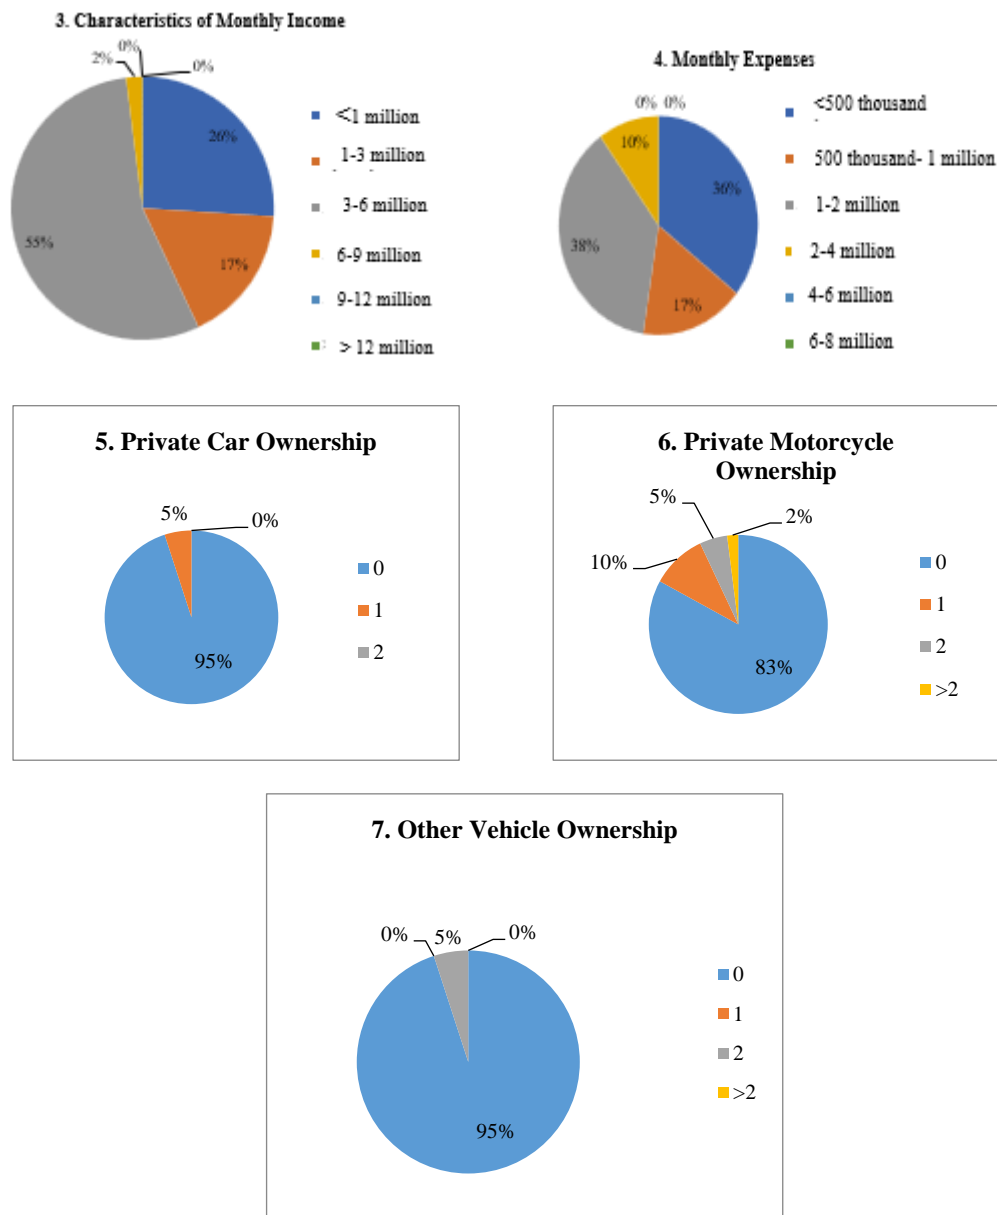 3. Characteristics of Monthly Income
0%
2%
0%
26%
17%
55%
<1 million
1-3 million
3-6 million
6-9 million
9-12 million
> 12 million
4. Monthly Expenses
0% 0%
10%
36%
38%
17%
<500 thousand
500 thousand- 1 million
1-2 million
2-4 million
4-6 million
6-8 million
5. Private Car Ownership
5%
0%
95%
0
1
2
6. Private Motorcycle
Ownership
5%
2%
10%
83%
0
1
2
>2
7. Other Vehicle Ownership
0% 5% 0%
95%
0
1
2
>2